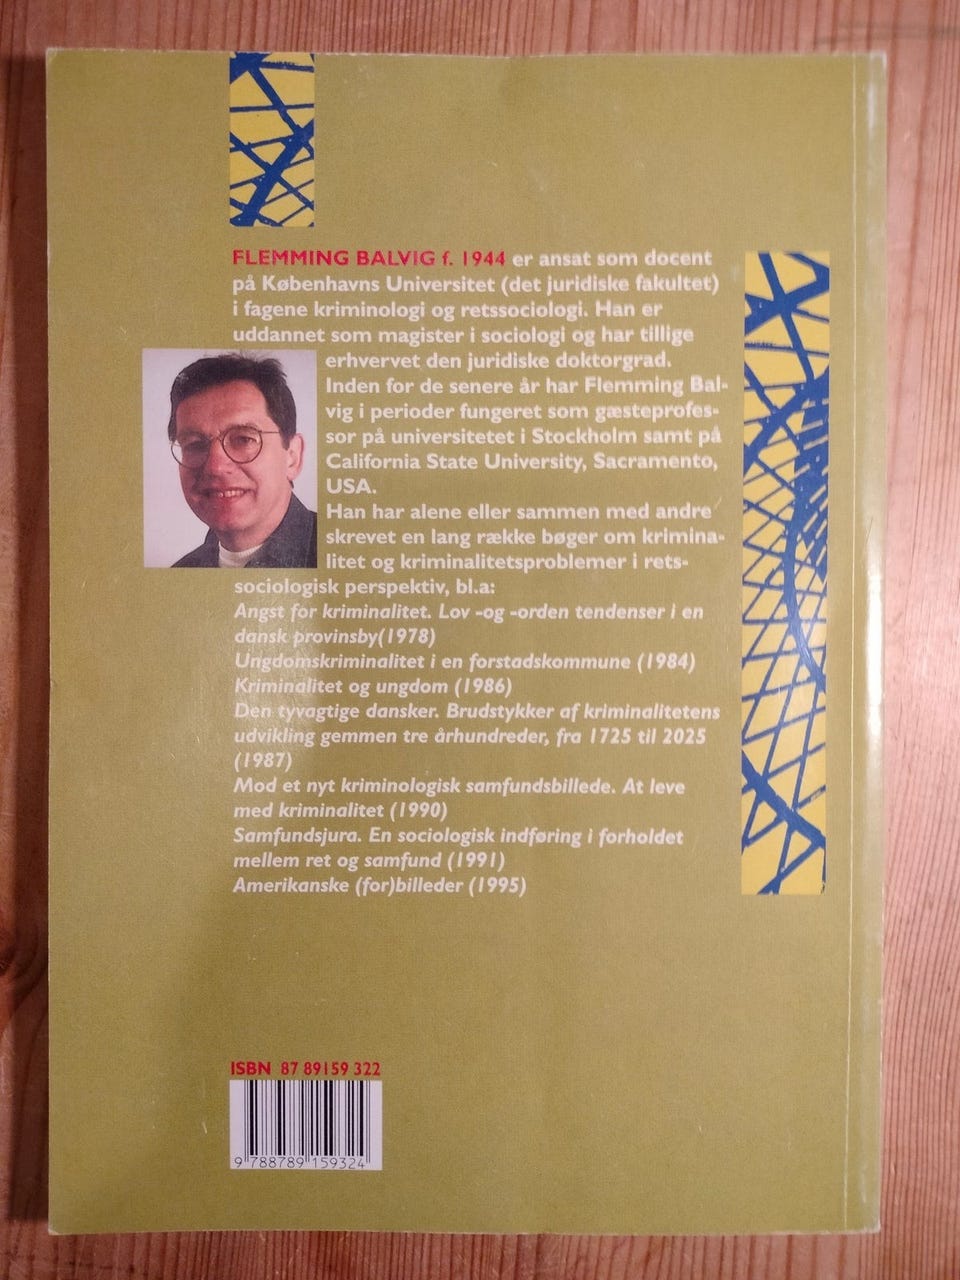 FLEMMING BALVIG f. 1944 er ansat som docent
på Københavns Universitet (det juridiske fakultet)
i fagene kriminologi og retssociologi. Han er
uddannet som magister i sociologi og har tillige
erhvervet den juridiske doktorgrad.
Inden for de senere år har Flemming Bal-
vig i perioder fungeret som gæsteprofes-
sor på universitetet i Stockholm samt på
California State University, Sacramento,
USA.
Han har alene eller sammen med andre
skrevet en lang række bøger om krimina-
litet og kriminalitetsproblemer i rets-
sociologisk perspektiv, bl.a:
Angst for kriminalitet. Lov -og -orden tendenser i en
dansk provinsby(1978)
Ungdomskriminalitet i en forstadskommune (1984)
Kriminalitet og ungdom (1986)
Den tyvagtige dansker. Brudstykker af kriminalitetens
udvikling gemmen tre århundreder, fra 1725 til 2025
(1987)
Mod et nyt kriminologisk samfundsbillede. At leve
med kriminalitet (1990)
Samfundsjura. En sociologisk indføring i forholdet
mellem ret og samfund (1991)
Amerikanske (for)billeder (1995)
ISBN 87 89159 322
9 788789 159324